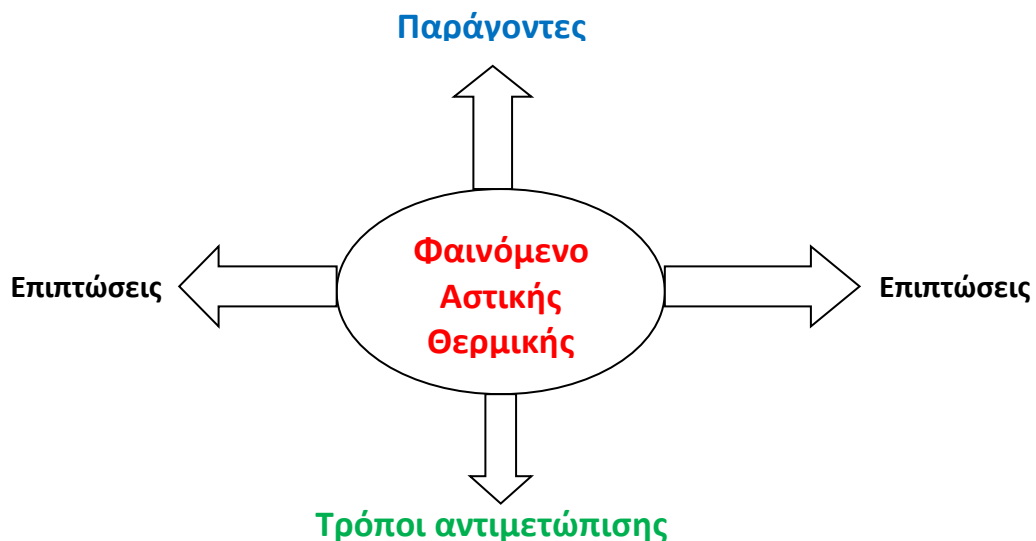 Παράγοντες
Φαινόμενο
Αστικής
Θερμικής
Επιπτώσεις
Επιπτώσεις
Τρόποι αντιμετώπισης